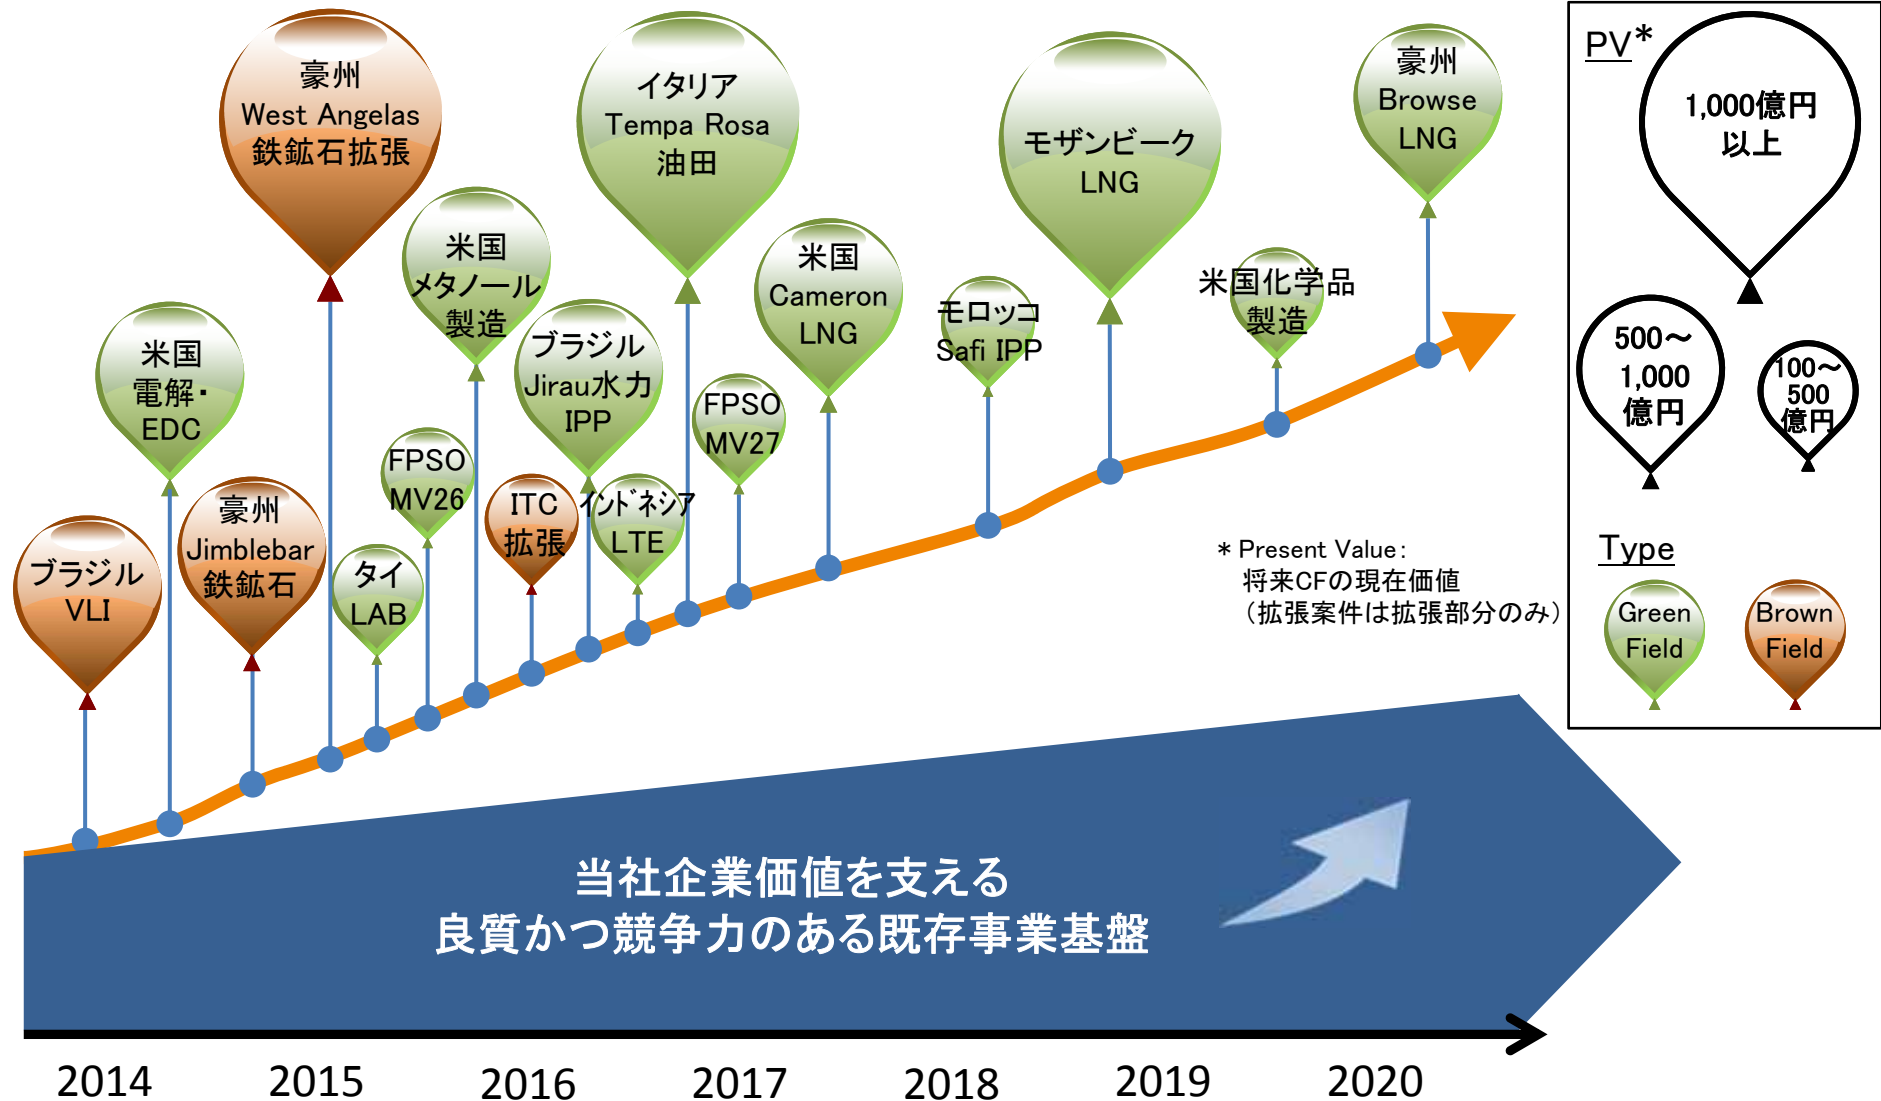 ブラジル
VLI
米国
電解・
EDC
豪州
Jimblebar
鉄鉱石
豪州
West Angelas
鉄鉱石拡張
タイ
LAB
FPSO
MV26
米国
メタノール
製造
ITC
拡張
ブラジル
Jirau水力
IPP
インドネシア
LTE
イタリア
Tempa Rosa
油田
FPSO
MV27
米国
Cameron
LNG
モロッコ
Safi IPP
モザンビーク
LNG
米国化学品
製造
豪州
Browse
LNG
PV*
1,000億円
以上
500～
1,000
億円
100～
500
億円
Type
Green
Field
Brown
Field
* Present Value：
将来CFの現在価値
（拡張案件は拡張部分のみ）
当社企業価値を支える
良質かつ競争力のある既存事業基盤
2014
2015
2016
2017
2018
2019
2020